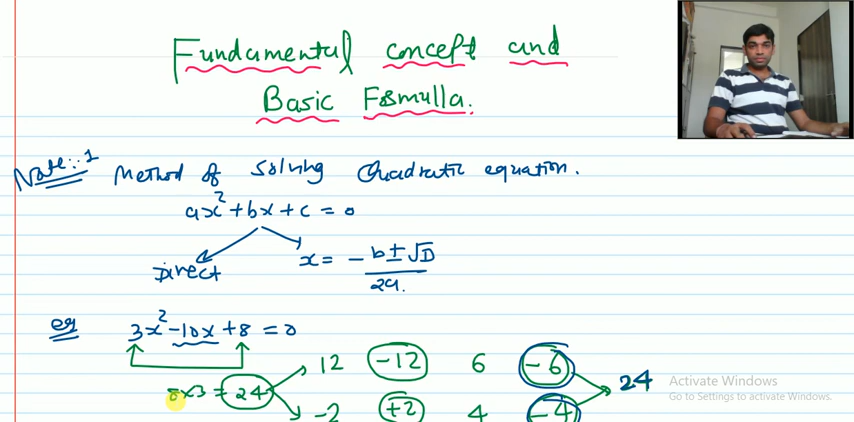 Fundamental concept and
Basic Formulla.
Note:-1 Method of solving Quadratic equation.
ax²+bx+c=0
Direct x= -b±√D/2a.
eg 3x²-10x+8=0
12 -12 6 -6
8x3=24 24
-2 +2 4 -4
Activate Windows
Go to Settings to activate Windows.